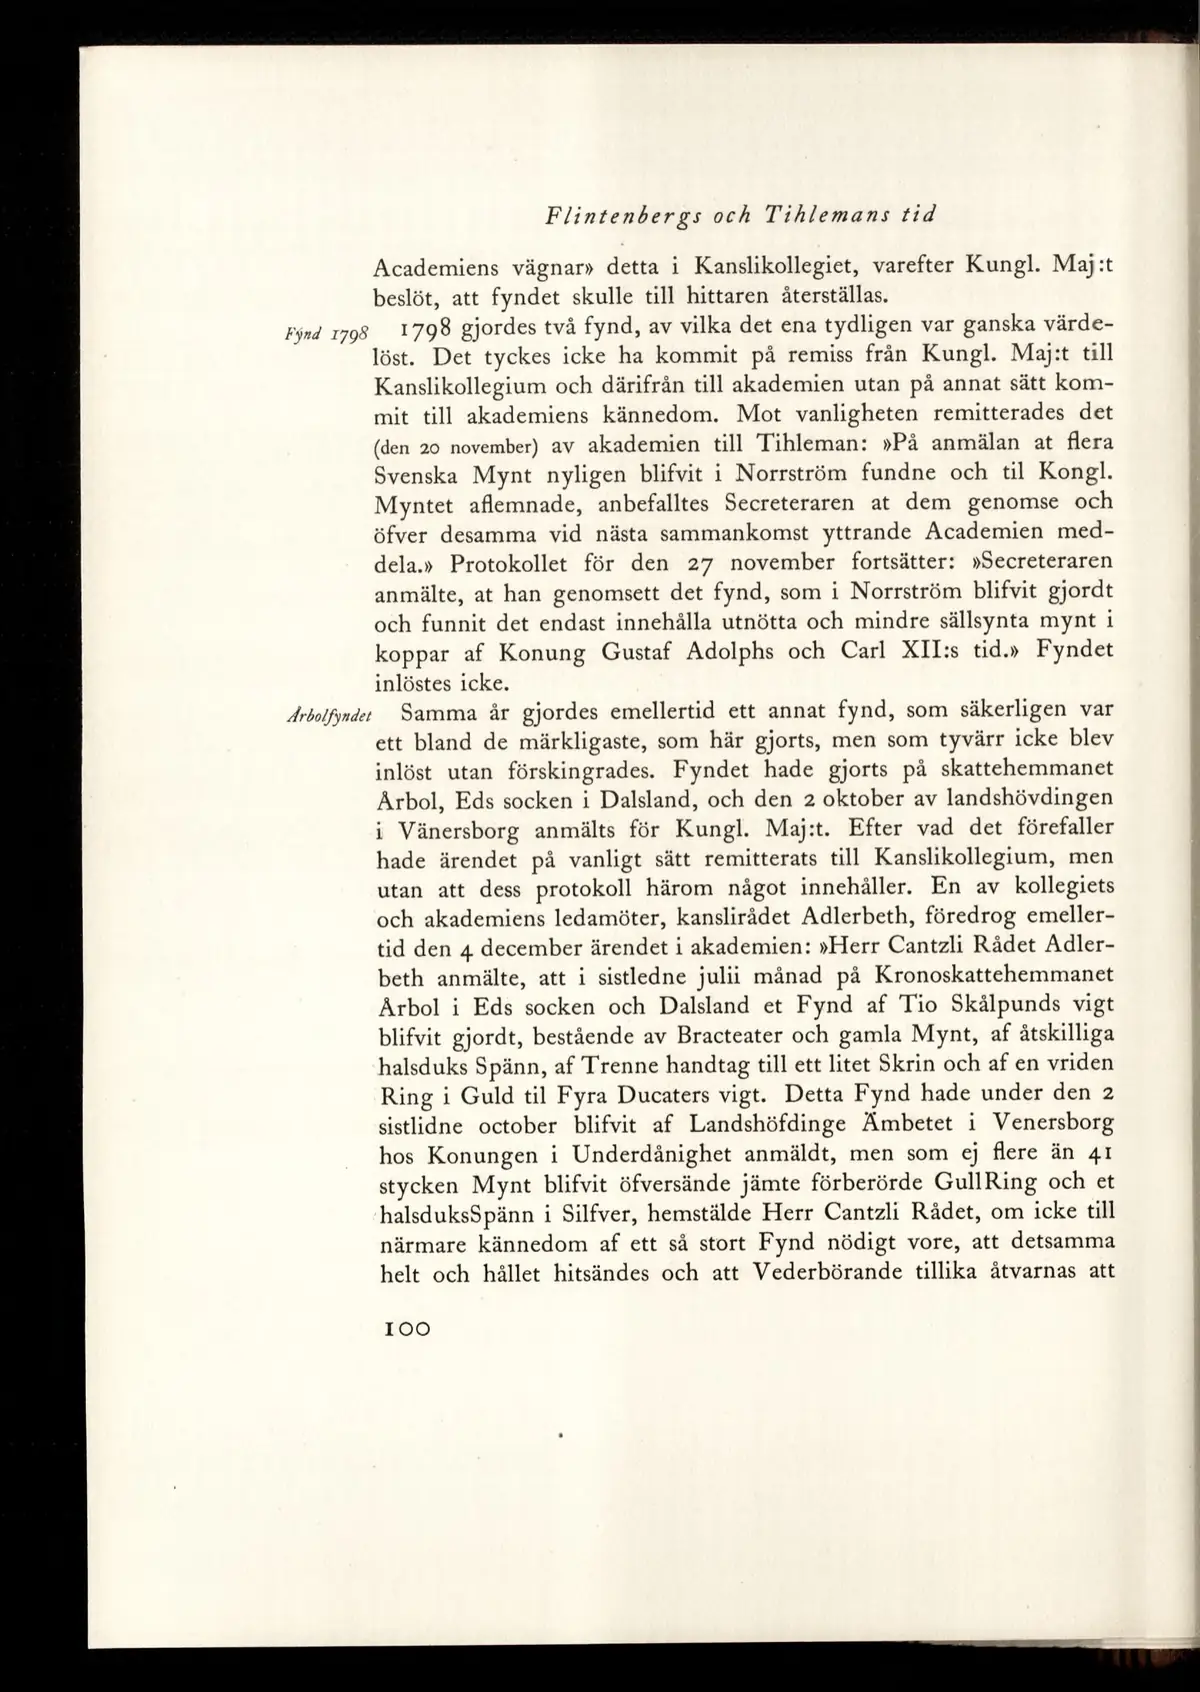 Flintenbergs och Tihlemans tid
Academiens vägnar» detta i Kanslikollegiet, varefter Kungl. Maj:t
beslöt, att fyndet skulle till hittaren återställas.
Fynd 1798 1798 gjordes två fynd, av vilka det ena tydligen var ganska värde-
löst. Det tyckes icke ha kommit på remiss från Kungl. Maj:t till
Kanslikollegium och därifrån till akademien utan på annat sätt kom-
mit till akademiens kännedom. Mot vanligheten remitterades det
(den 20 november) av akademien till Tihleman: »På anmälan at flera
Svenska Mynt nyligen blifvit i Norrström fundne och til Kongl.
Myntet aflemnade, anbefalltes Secreteraren at dem genomse och
öfver desamma vid nästa sammankomst yttrande Academien med-
dela.» Protokollet för den 27 november fortsätter: »Secreteraren
anmälte, at han genomsett det fynd, som i Norrström blifvit gjordt
och funnit det endast innehålla utnötta och mindre sällsynta mynt i
koppar af Konung Gustaf Adolphs och Carl XII:s tid.» Fyndet
inlöstes icke.
Årbolfyndet Samma år gjordes emellertid ett annat fynd, som säkerligen var
ett bland de märkligaste, som här gjorts, men som tyvärr icke blev
inlöst utan förskingrades. Fyndet hade gjorts på skattehemmanet
Årbol, Eds socken i Dalsland, och den 2 oktober av landshövdingen
i Vänersborg anmälts för Kungl. Maj:t. Efter vad det förefaller
hade ärendet på vanligt sätt remitterats till Kanslikollegium, men
utan att dess protokoll härom något innehåller. En av kollegiets
och akademiens ledamöter, kanslirådet Adlerbeth, föredrog emeller-
tid den 4 december ärendet i akademien: »Herr Cantzli Rådet Adler-
beth anmälte, att i sistledne julii månad på Kronoskattehemmanet
Årbol i Eds socken och Dalsland et Fynd af Tio Skålpunds vigt
blifvit gjordt, bestående av Bracteater och gamla Mynt, af åtskilliga
halsduks Spänn, af Trenne handtag till ett litet Skrin och af en vriden
Ring i Guld til Fyra Ducaters vigt. Detta Fynd hade under den 2
sistlidne october blifvit af Landshöfdinge Ämbetet i Venersborg
hos Konungen i Underdånighet anmäldt, men som ej flere än 41
stycken Mynt blifvit öfversände jämte förberörde GullRing och et
halsduksSpänn i Silfver, hemstälde Herr Cantzli Rådet, om icke till
närmare kännedom af ett så stort Fynd nödigt vore, att detsamma
helt och hållet hitsändes och att Vederbörande tillika åtvarnas att
100